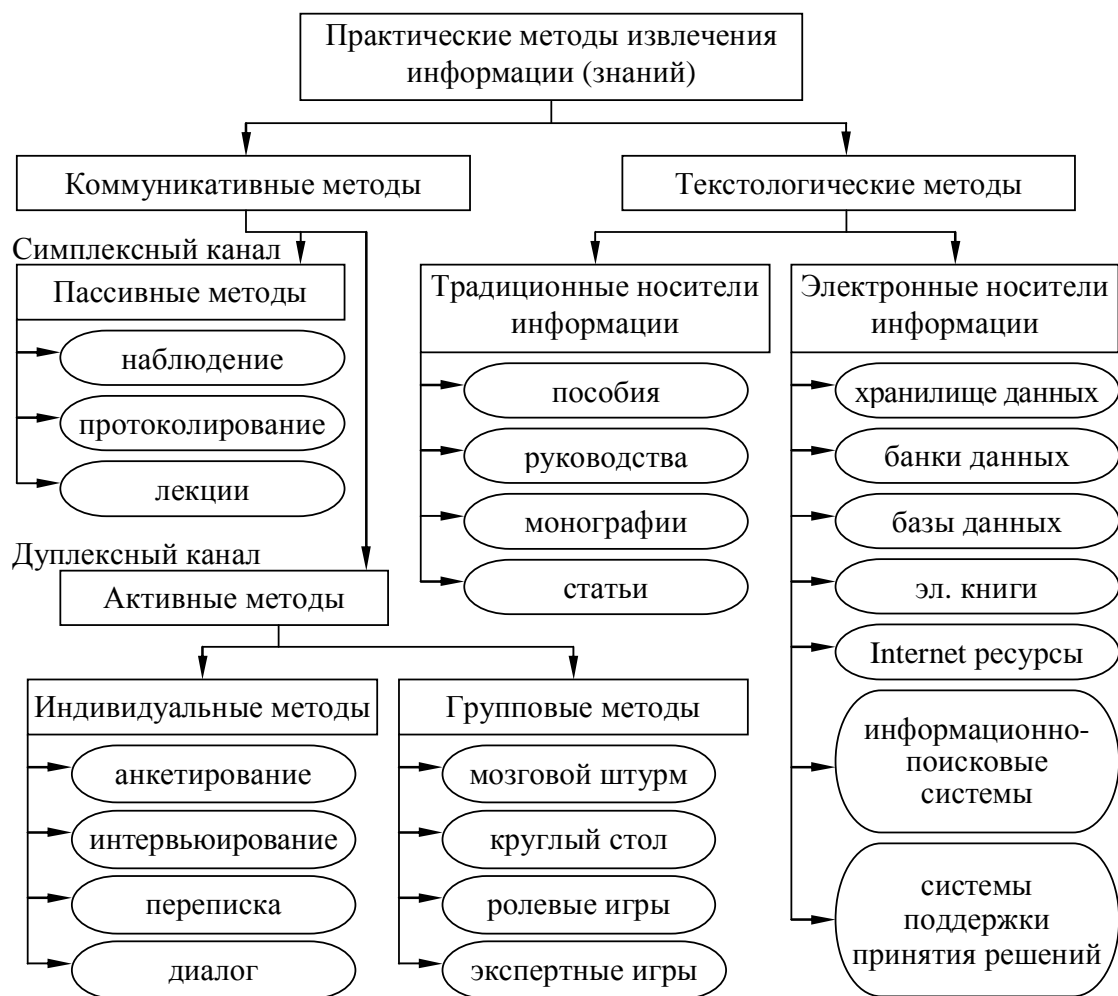 Практические методы извлечения
информации (знаний)
Коммуникативные методы
Текстологические методы
Симплексный канал
Пассивные методы
наблюдение
протоколирование
лекции
Дуплексный канал
Активные методы
Индивидуальные методы
анкетирование
интервьюирование
переписка
диалог
Групповые методы
мозговой штурм
круглый стол
ролевые игры
экспертные игры
Традиционные носители
информации
пособия
руководства
монографии
статьи
Электронные носители
информации
хранилище данных
банки данных
базы данных
эл. книги
Internet ресурсы
информационно-
поисковые
системы
системы
поддержки
принятия решений